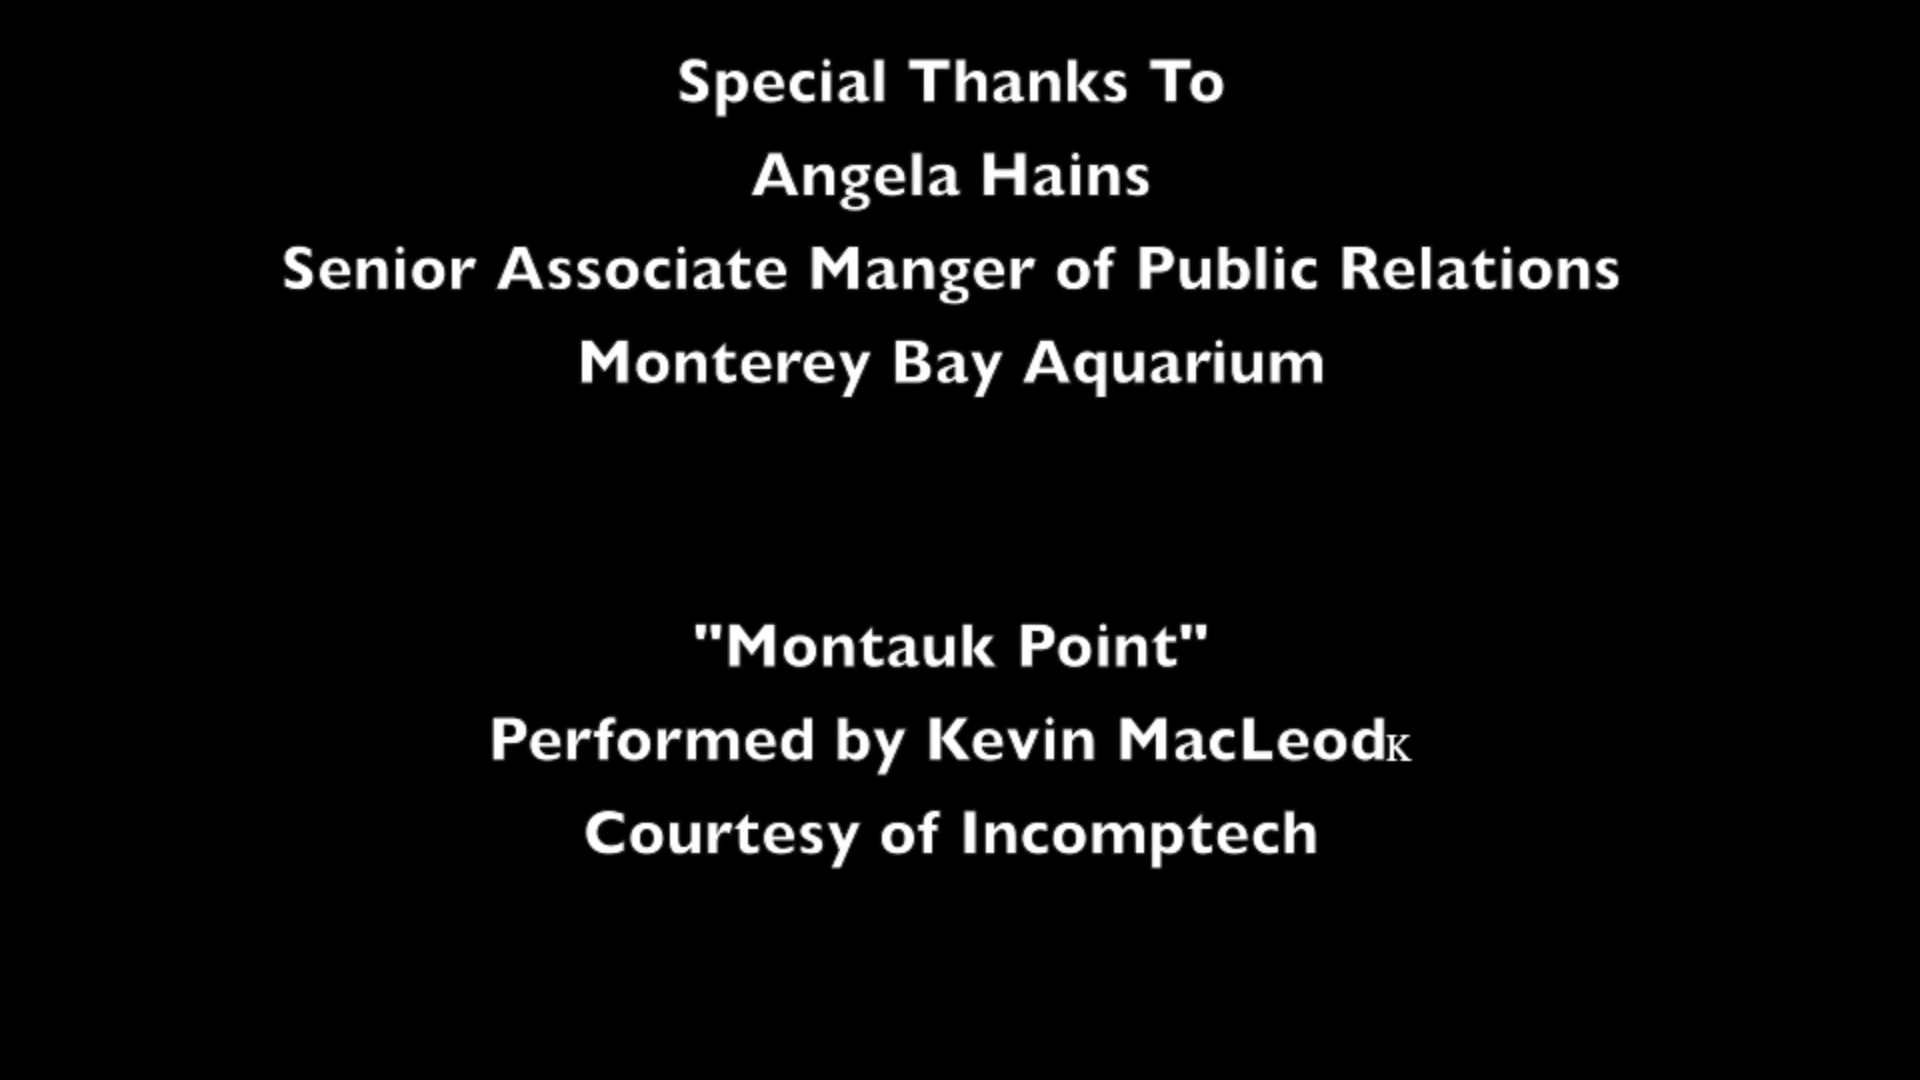 Special Thanks To
Angela Hains
Senior Associate Manger of Public Relations
Monterey Bay Aquarium
"Montauk Point"
Performed by Kevin MacLeodK
Courtesy of Incomptech